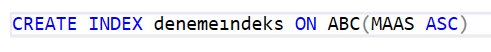 CREATE INDEX denemeındeks ON ABC(MAAS ASC)